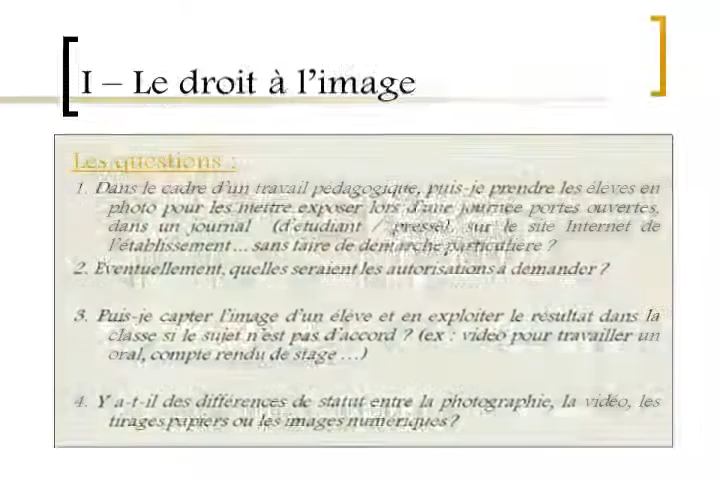 I – Le droit à l'image
Les questions :
1. Dans le cadre d'un travail pédagogique, puis-je prendre les élèves en
photo pour les mettre exposer lors d'une journée portes ouvertes,
dans un journal (d'étudiant / presse), sur le site Internet de
l'établissement… sans faire de démarche particulière ?
2. Eventuellement, quelles seraient les autorisations à demander ?
3. Puis-je capter l'image d'un élève et en exploiter le résultat dans la
classe si le sujet n'est pas d'accord ? (ex : vidéo pour travailler un
oral, compte rendu de stage …)
4. Y a-t-il des différences de statut entre la photographie, la vidéo, les
tirages papiers ou les images numériques ?